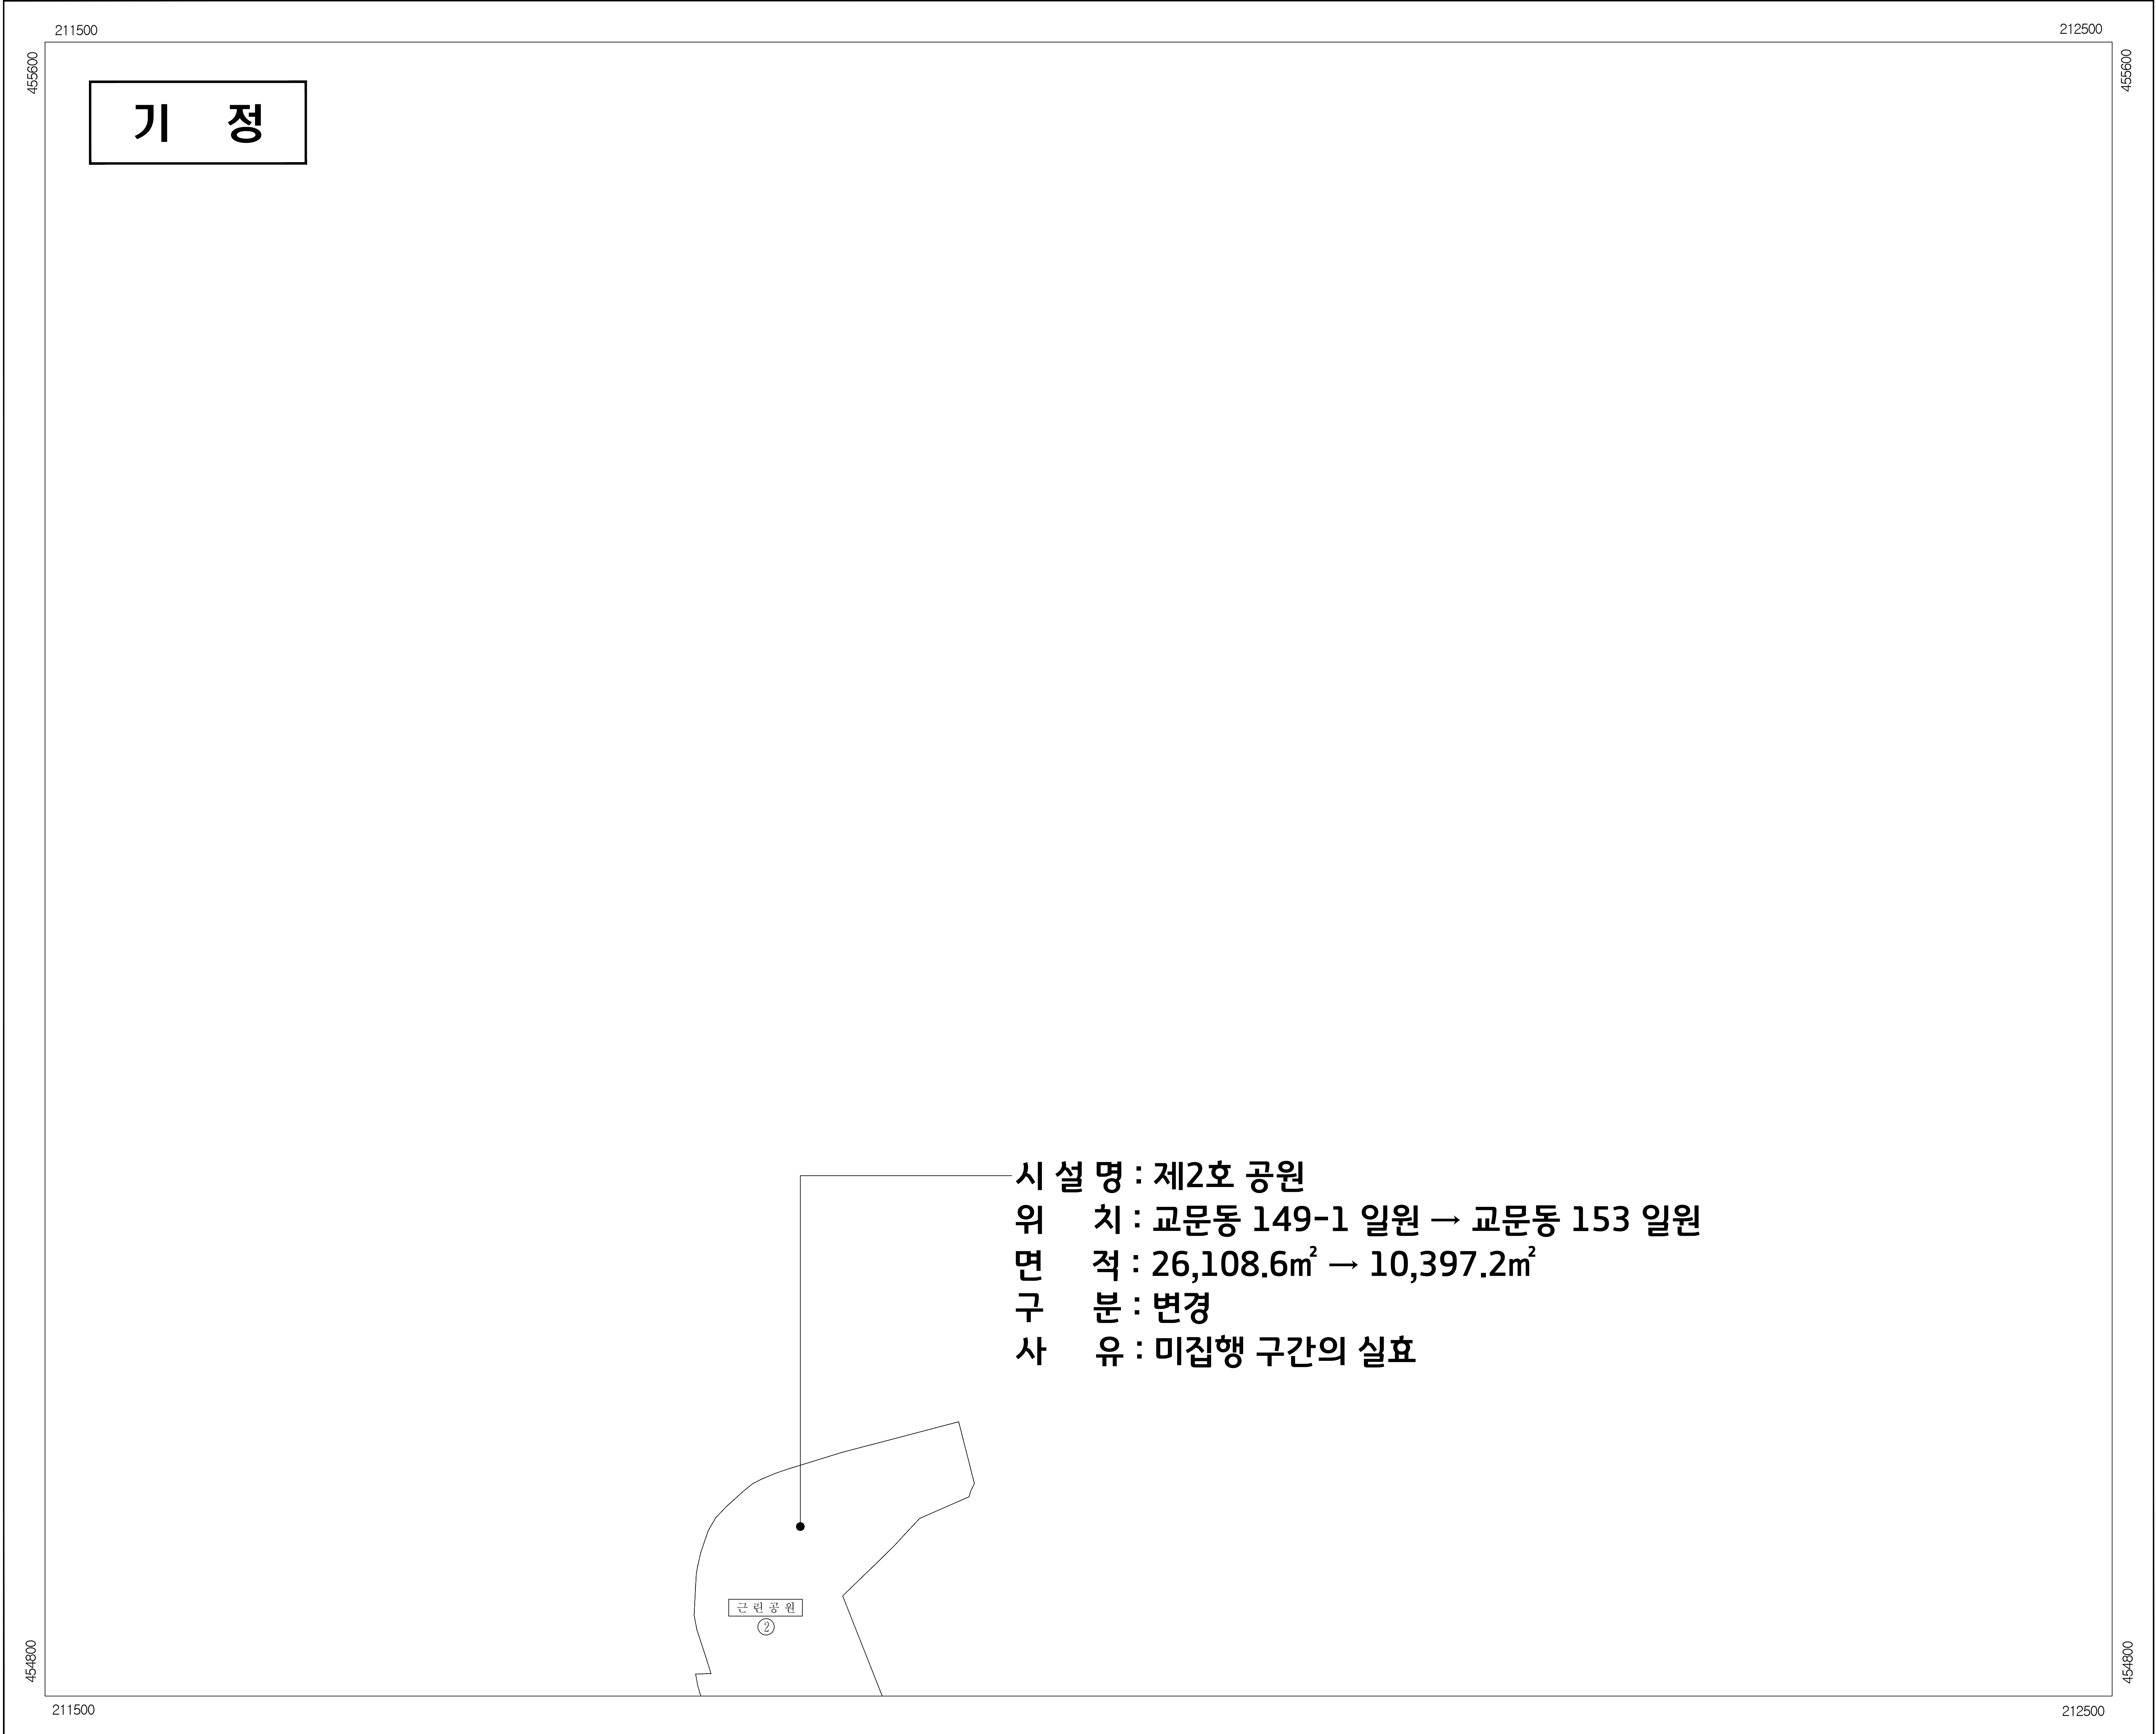 211500
212500
455600
455600
기 정
시 설 명 : 제2호 공원
위 치 : 교문동 149-1 일원 → 교문동 153 일원
면 적 : 26,108.6㎡ → 10,397.2㎡
구 분 : 변경
사 유 : 미집행 구간의 실효
근 린 공 원
②
454800
454800
211500
212500